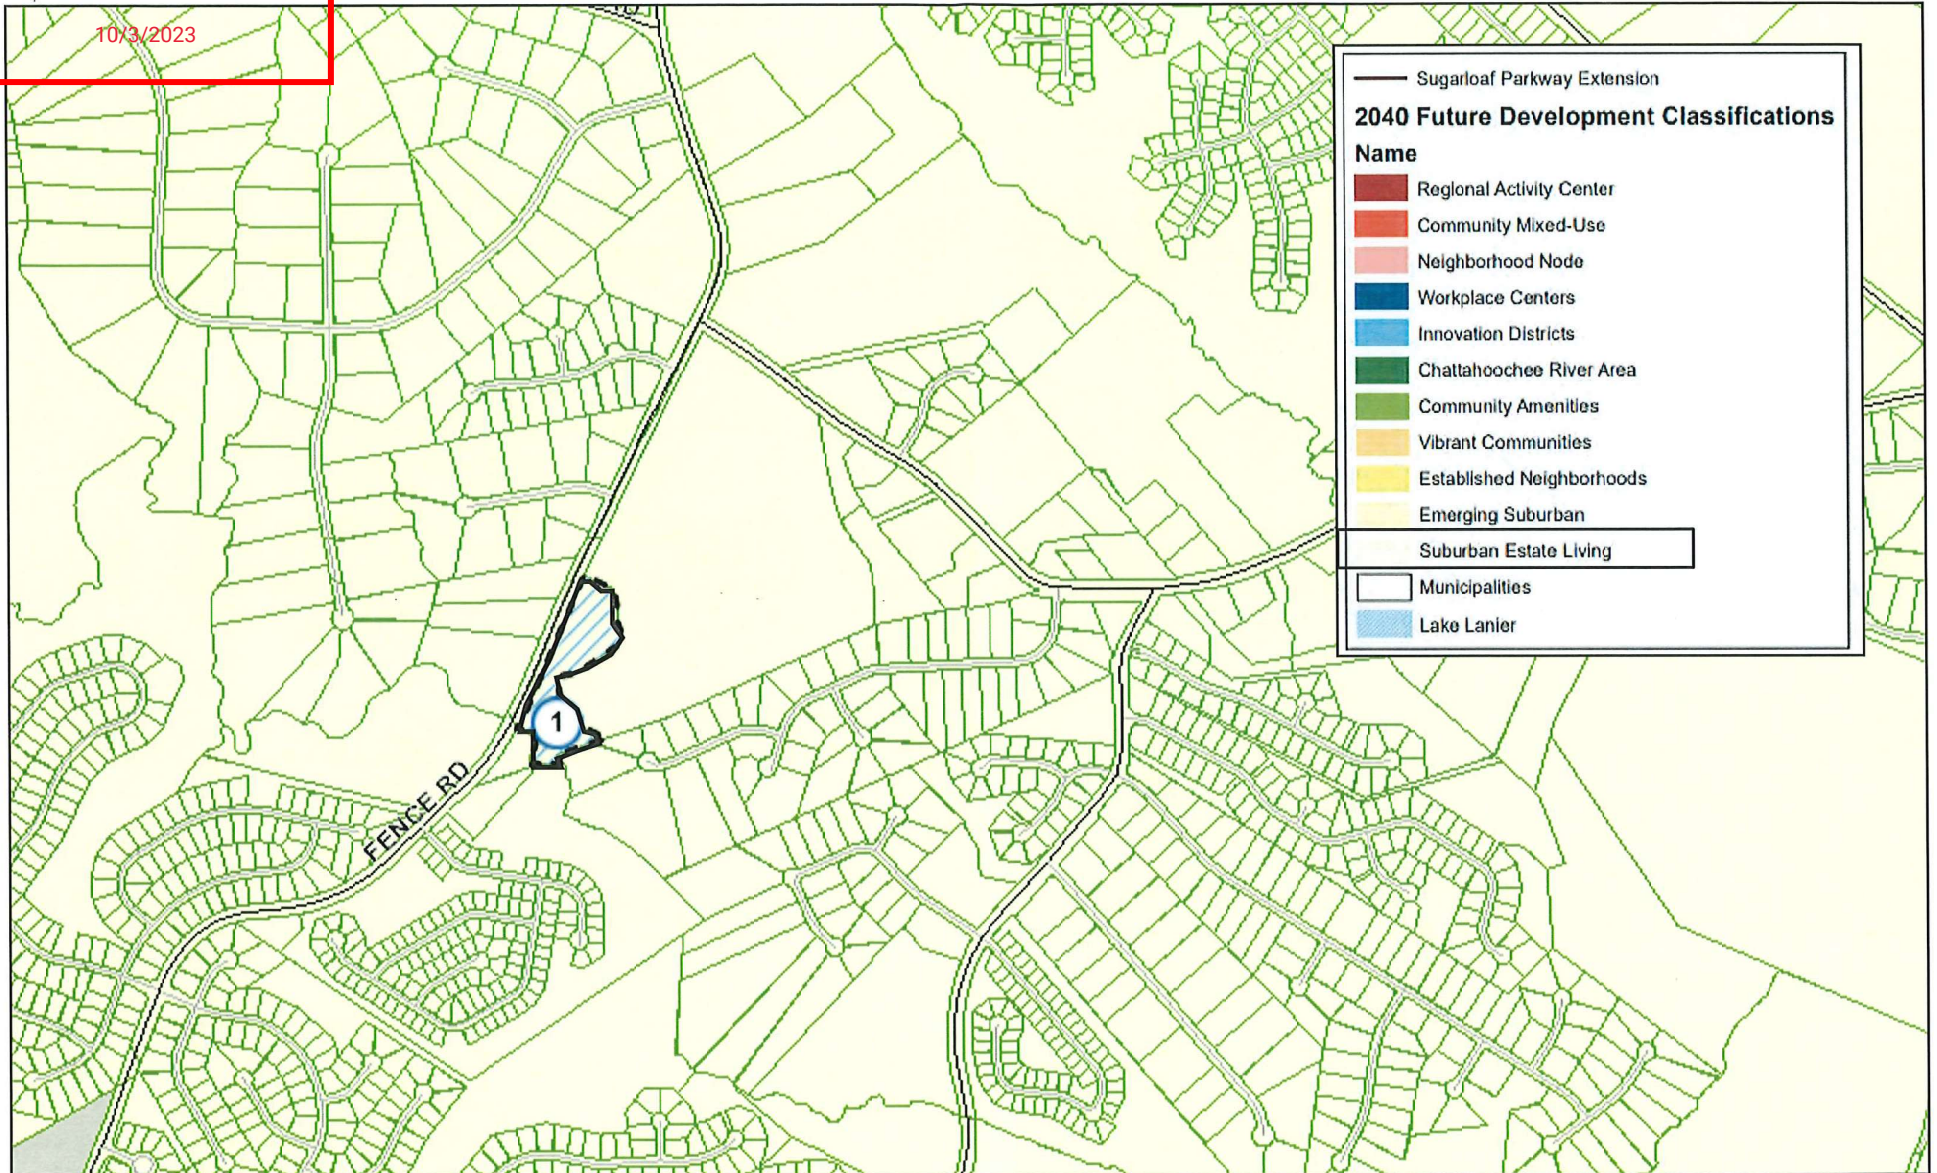 10/3/2023
Sugarloaf Parkway Extension
2040 Future Development Classifications
Name
Regional Activity Center
Community Mixed-Use
Neighborhood Node
Workplace Centers
Innovation Districts
Chattahoochee River Area
Community Amenities
Vibrant Communities
Established Neighborhoods
Emerging Suburban
Suburban Estate Living
Municipalities
Lake Lanier
1
FENCE RD